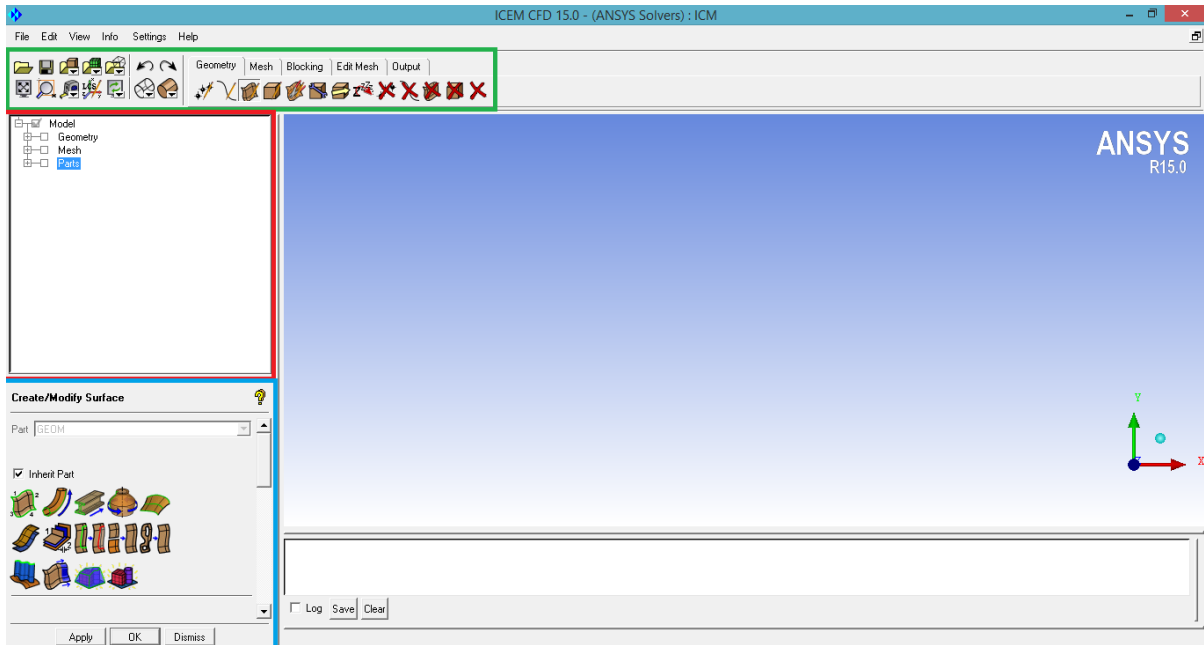 ICEM CFD 15.0 - (ANSYS Solvers) : ICM
File Edit View Info Settings Help
Geometry Mesh Blocking Edit Mesh Output
Model
Geometry
Mesh
Parts
ANSYS
R15.0
Create/Modify Surface
Part GEOM
Inherit Part
Y
X
Log Save Clear
Apply OK Dismiss